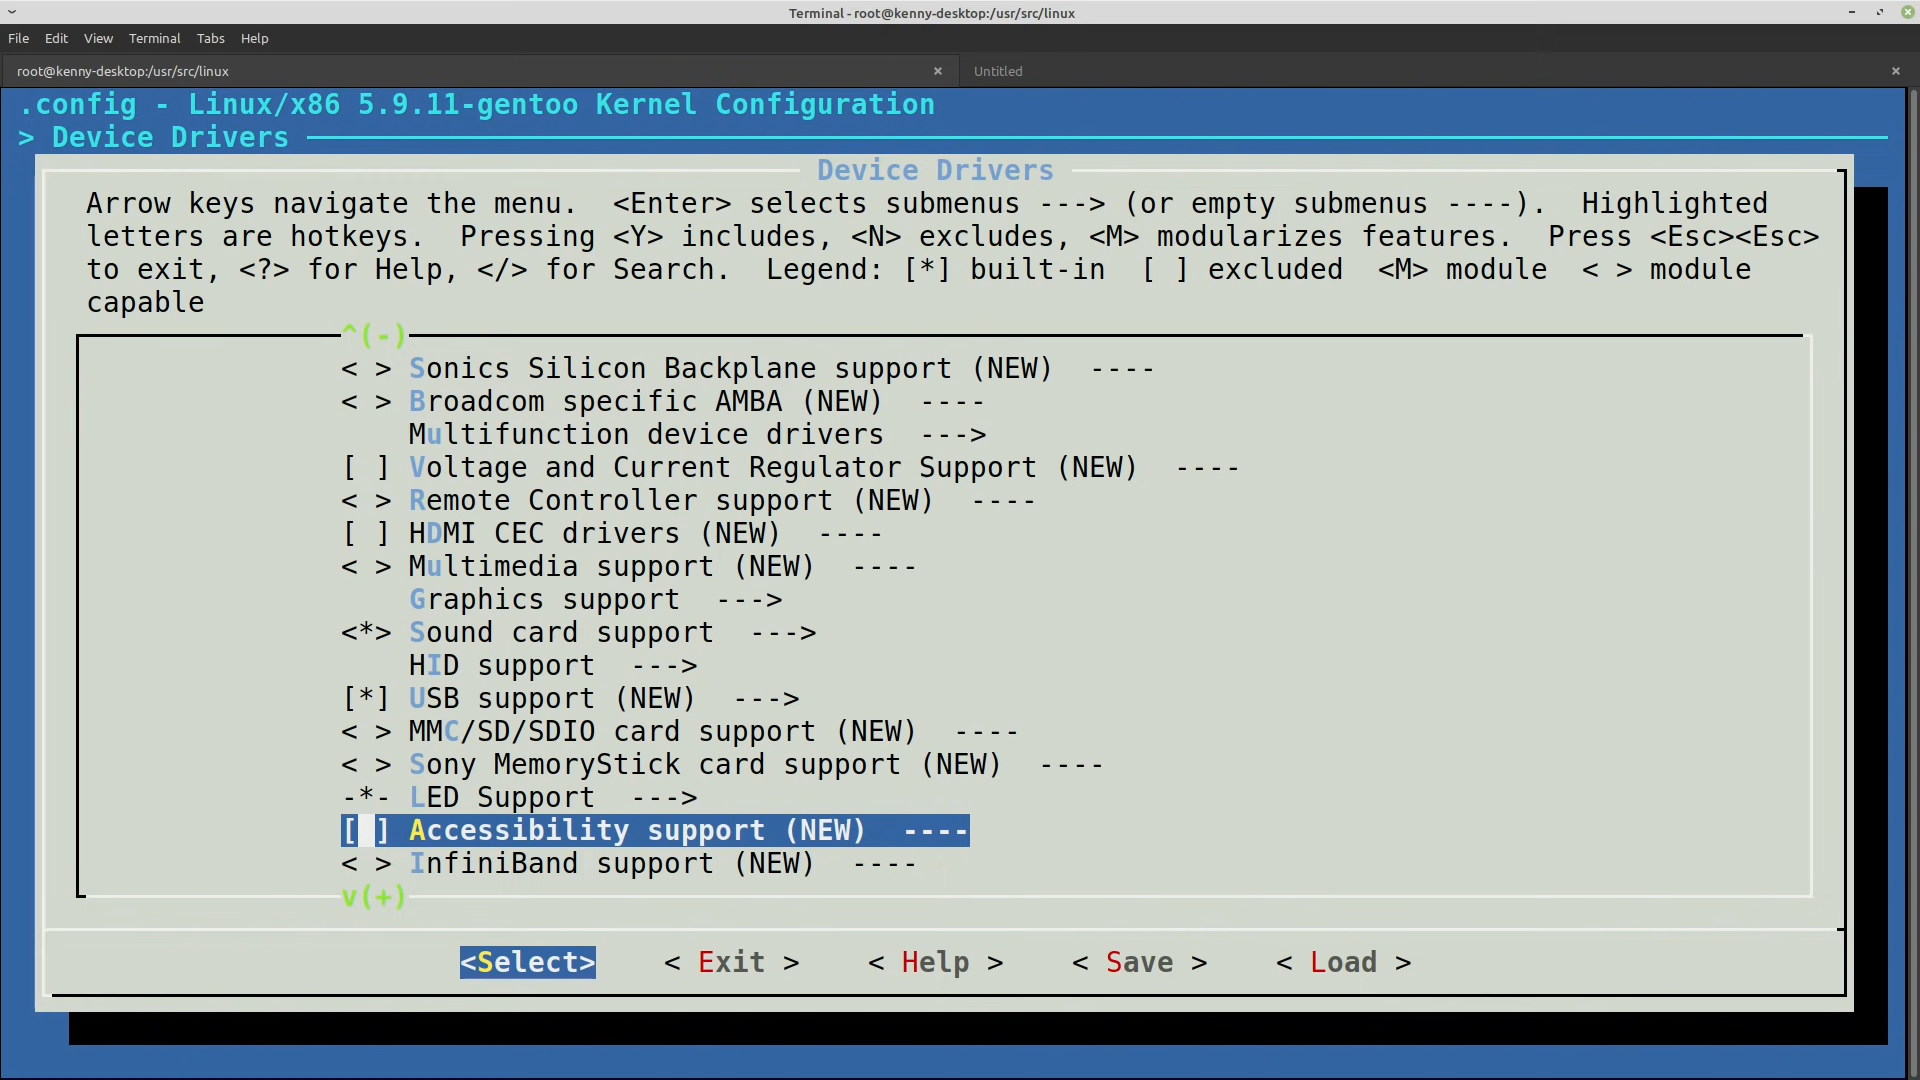 Terminal - root@kenny-desktop:/usr/src/linux
File Edit View Terminal Tabs Help
root@kenny-desktop:/usr/src/linux × Untitled ×
.config - Linux/x86 5.9.11-gentoo Kernel Configuration
> Device Drivers
Device Drivers
Arrow keys navigate the menu.  <Enter> selects submenus ---> (or empty submenus ----).  Highlighted
letters are hotkeys.  Pressing <Y> includes, <N> excludes, <M> modularizes features.  Press <Esc><Esc>
to exit, <?> for Help, </> for Search.  Legend: [*] built-in  [ ] excluded  <M> module  < > module
capable
^(-)
< > Sonics Silicon Backplane support (NEW)  ----
< > Broadcom specific AMBA (NEW)  ----
Multifunction device drivers  --->
[ ] Voltage and Current Regulator Support (NEW)  ----
< > Remote Controller support (NEW)  ----
[ ] HDMI CEC drivers (NEW)  ----
< > Multimedia support (NEW)  ----
Graphics support  --->
<*> Sound card support  --->
HID support  --->
[*] USB support (NEW)  --->
< > MMC/SD/SDIO card support (NEW)  ----
< > Sony MemoryStick card support (NEW)  ----
-*- LED Support  --->
[ ] Accessibility support (NEW)  ----
< > InfiniBand support (NEW)  ----
v(+)
<Select>    < Exit >    < Help >    < Save >    < Load >